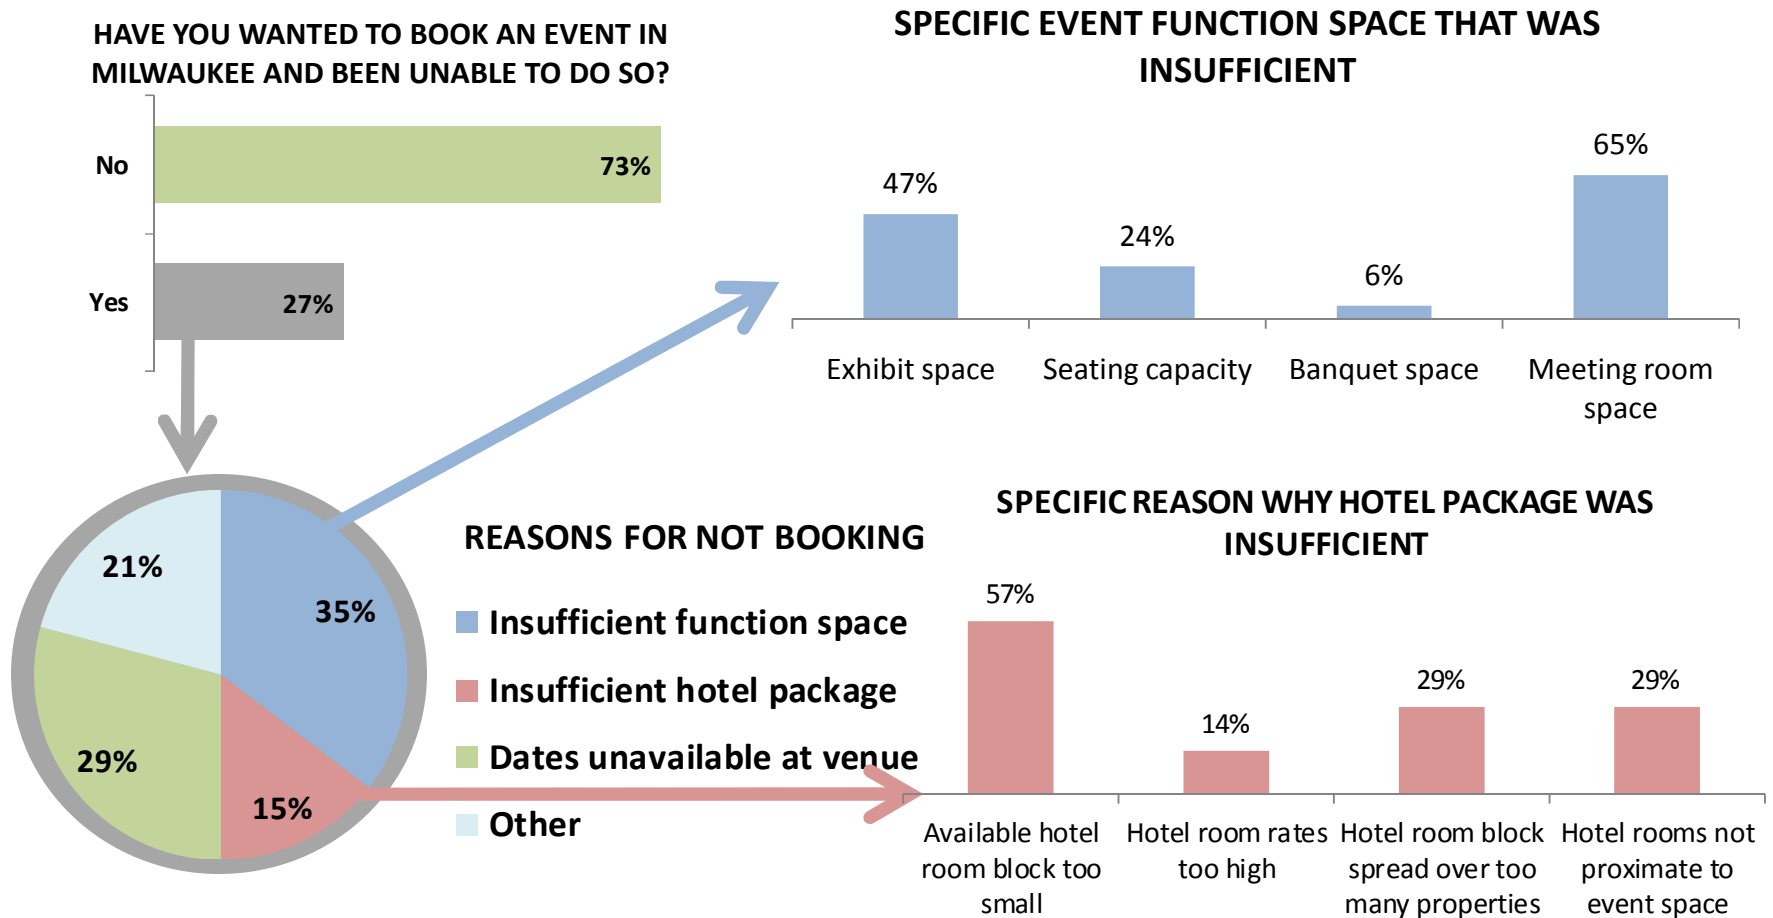 HAVE YOU WANTED TO BOOK AN EVENT IN
MILWAUKEE AND BEEN UNABLE TO DO SO?
No
73%
Yes
27%
SPECIFIC EVENT FUNCTION SPACE THAT WAS
INSUFFICIENT
47%
24%
6%
65%
Exhibit space
Seating capacity
Banquet space
Meeting room
space
REASONS FOR NOT BOOKING
21%
35%
29%
15%
Insufficient function space
Insufficient hotel package
Dates unavailable at venue
Other
SPECIFIC REASON WHY HOTEL PACKAGE WAS
INSUFFICIENT
57%
14%
29%
29%
Available hotel
room block too
small
Hotel room rates
too high
Hotel room block
spread over too
many properties
Hotel rooms not
proximate to
event space